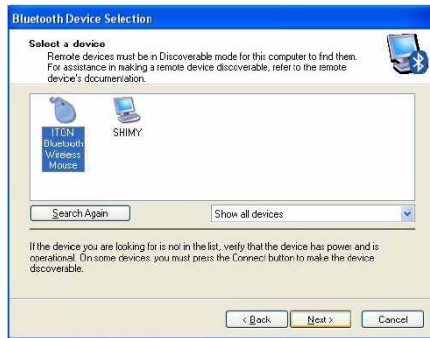 Bluetooth Device Selection
Select a device
Remote devices must be in Discoverable mode for this computer to find them.
For assistance in making a remote device discoverable, refer to the remote
device's documentation.
ITON
Bluetooth
Wireless
Mouse
SHIMY
Search Again
Show all devices
If the device you are looking for is not in the list, verify that the device has power and is
operational. On some devices, you must press the Connect button to make the device
discoverable.
< Back
Next >
Cancel